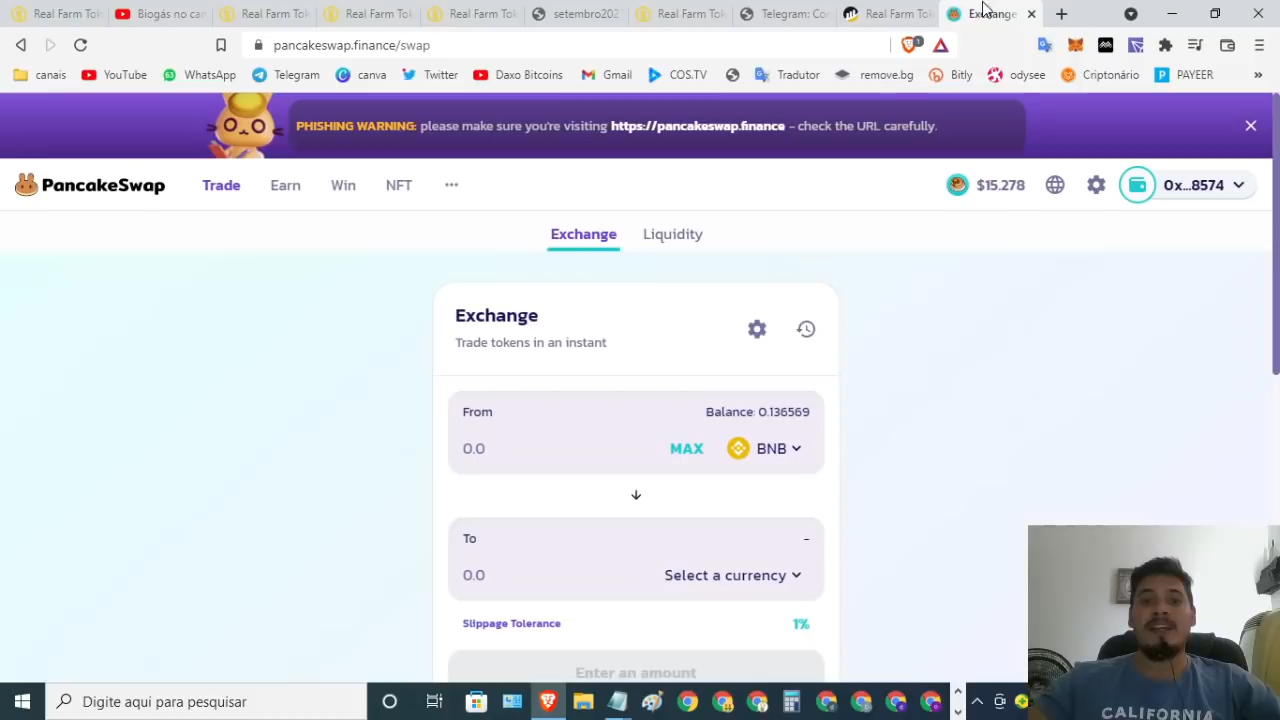 Real Farm Tok
Biogás no car
Real Farm Tok
Real Farm Tok
Real Farm Tok
setembro202
Real Farm Tok
Telegram: Co
Real Farm Tok
Exchange
pancakeswap.finance/swap
1
canais
YouTube
WhatsApp
Telegram
canva
Twitter
Daxo Bitcoins
Gmail
COS.TV
Tradutor
remove.bg
Bitly
odysee
Criptonário
PAYEER
»
PHISHING WARNING: please make sure you're visiting https://pancakeswap.finance - check the URL carefully.
PancakeSwap
Trade
Earn
Win
NFT
$15.278
0x...8574
Exchange
Liquidity
Exchange
Trade tokens in an instant
From
Balance: 0.136569
0.0
MAX
BNB
To
-
0.0
Select a currency
Slippage Tolerance
1%
Enter an amount
CALIFORNIA
Digite aqui para pesquisar